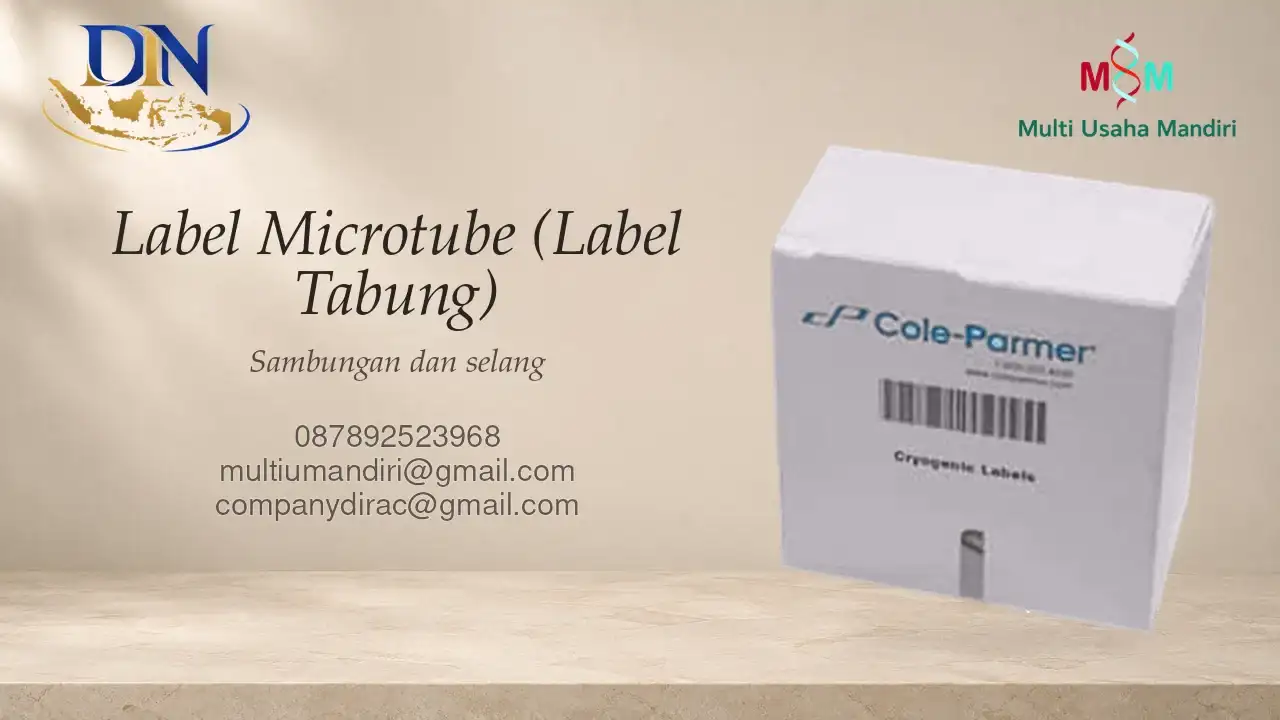 DN
M M
Multi Usaha Mandiri
Label Microtube (Label
Tabung)
Sambungan dan selang
087892523968
multiumandiri@gmail.com
companydirac@gmail.com
Cole-Parmer
Cryogenic Labels